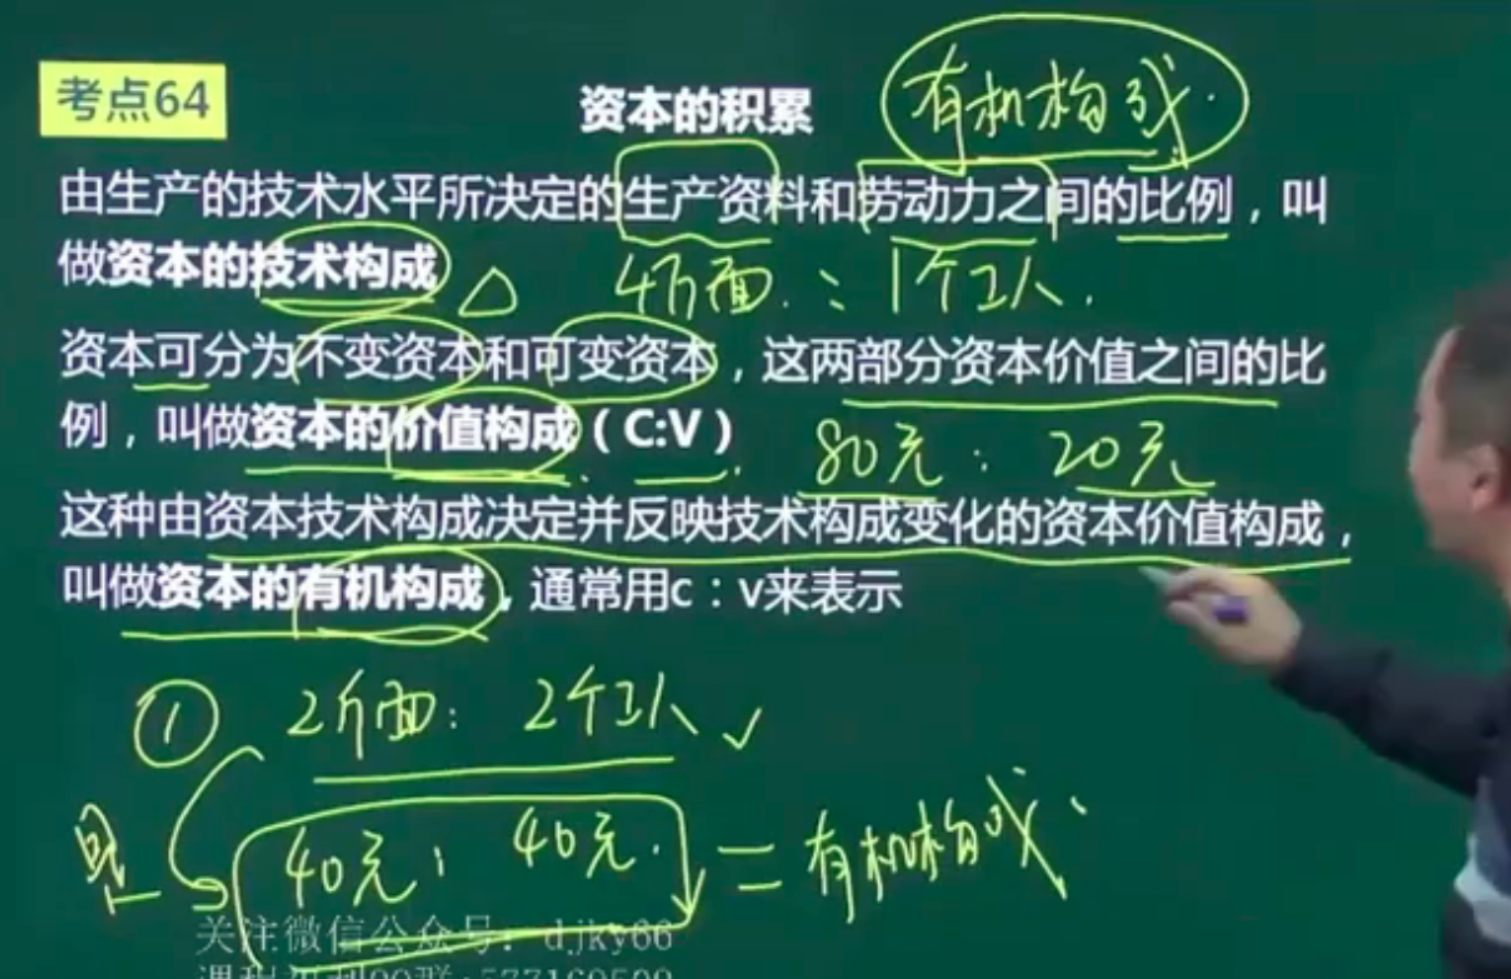 考点64
资本的积累
有机构成.
由生产的技术水平所决定的生产资料和劳动力之间的比例，叫
做资本的技术构成
4斤面. : 1个工人.
资本可分为不变资本和可变资本，这两部分资本价值之间的比
例，叫做资本的价值构成（C:V）
80元 : 20元
这种由资本技术构成决定并反映技术构成变化的资本价值构成，
叫做资本的有机构成，通常用c：v来表示
① 2斤面: 2个工人 ✓
40元: 40元. = 有机构成
关注微信公众号：djky66